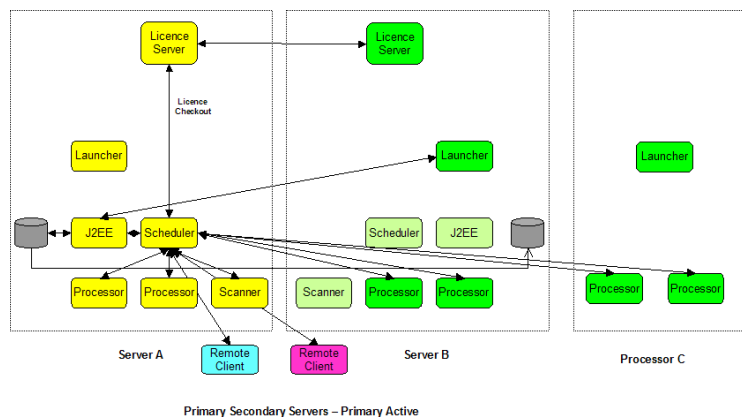 Licence
Server
Licence
Server
Licence
Checkout
Launcher
Launcher
Launcher
J2EE
Scheduler
Scheduler
J2EE
Processor
Processor
Scanner
Scanner
Processor
Processor
Processor
Processor
Server A
Remote
Client
Remote
Client
Server B
Processor C
Primary Secondary Servers – Primary Active